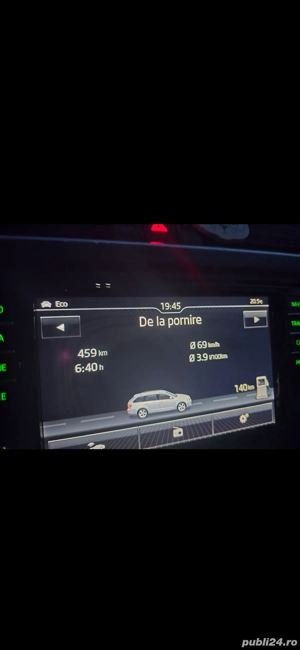 Eco
19:45
20.5°C
De la pornire
459 km
6:40 h
Ø 69 km/h
Ø 3.9 l/100km
140 km
publi24.ro